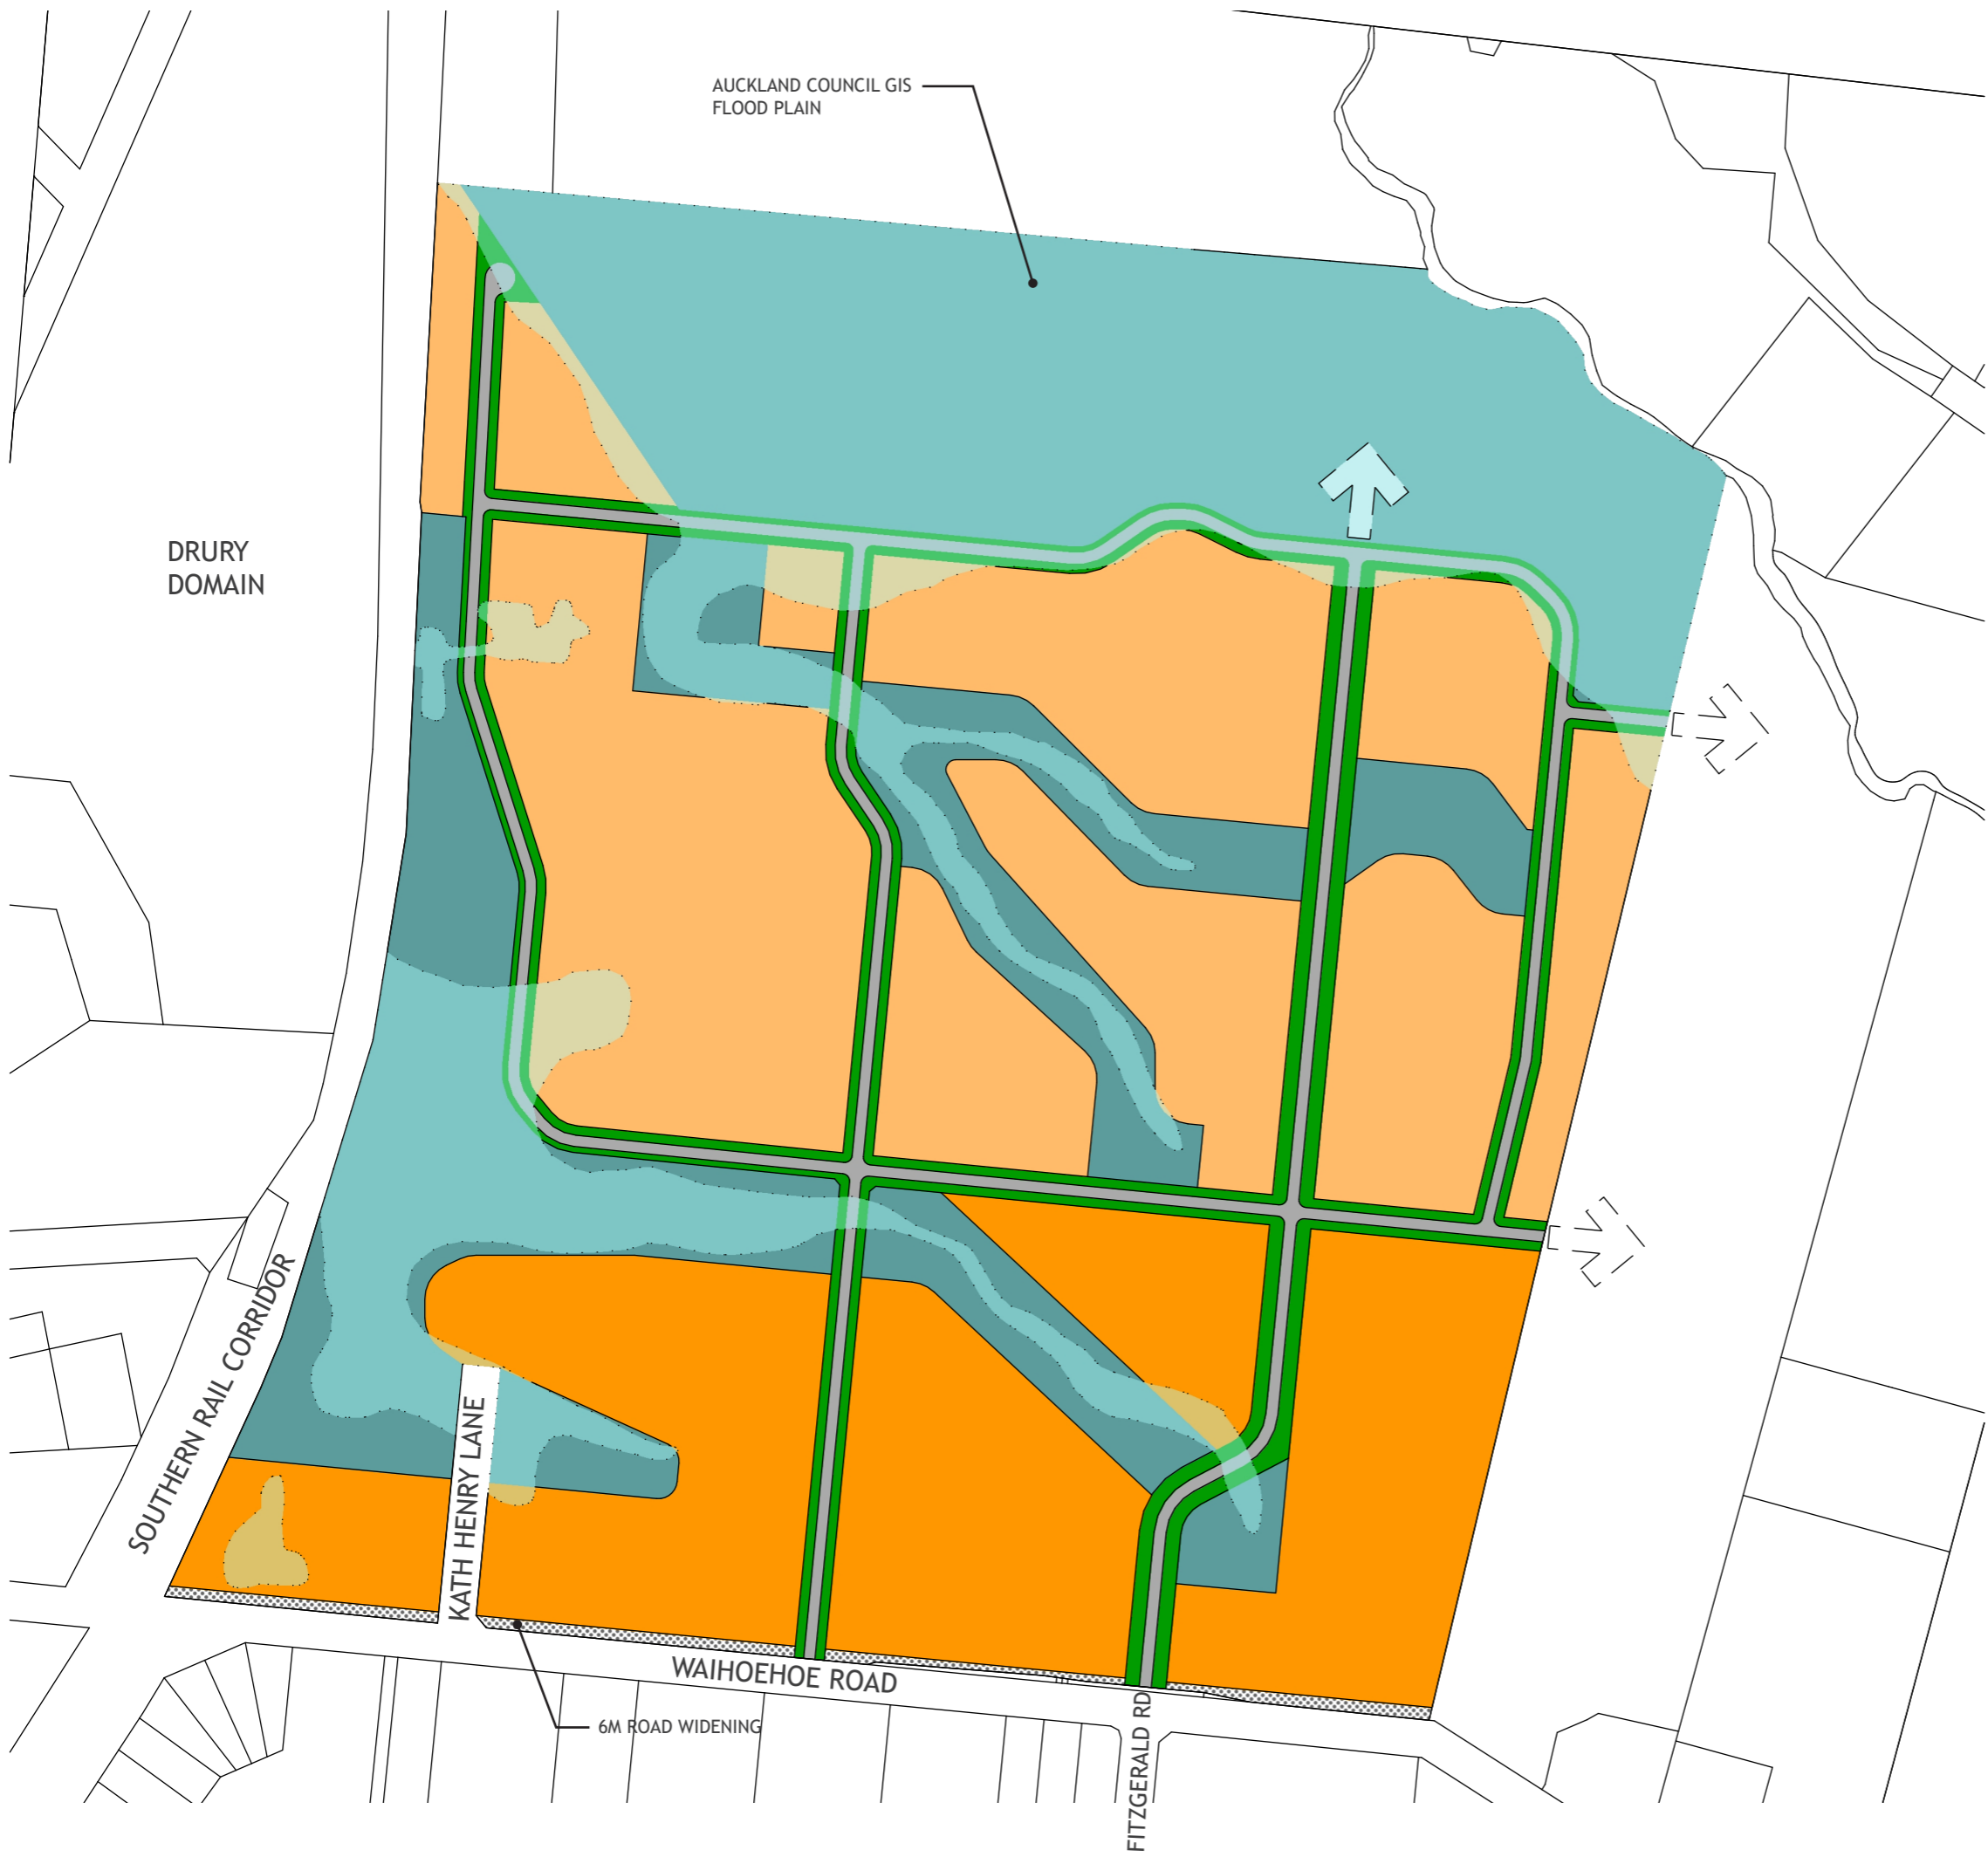 AUCKLAND COUNCIL GIS
FLOOD PLAIN
DRURY
DOMAIN
SOUTHERN RAIL CORRIDOR
KATH HENRY LANE
WAIHOEHOE ROAD
6M ROAD WIDENING
FITZGERALD RD